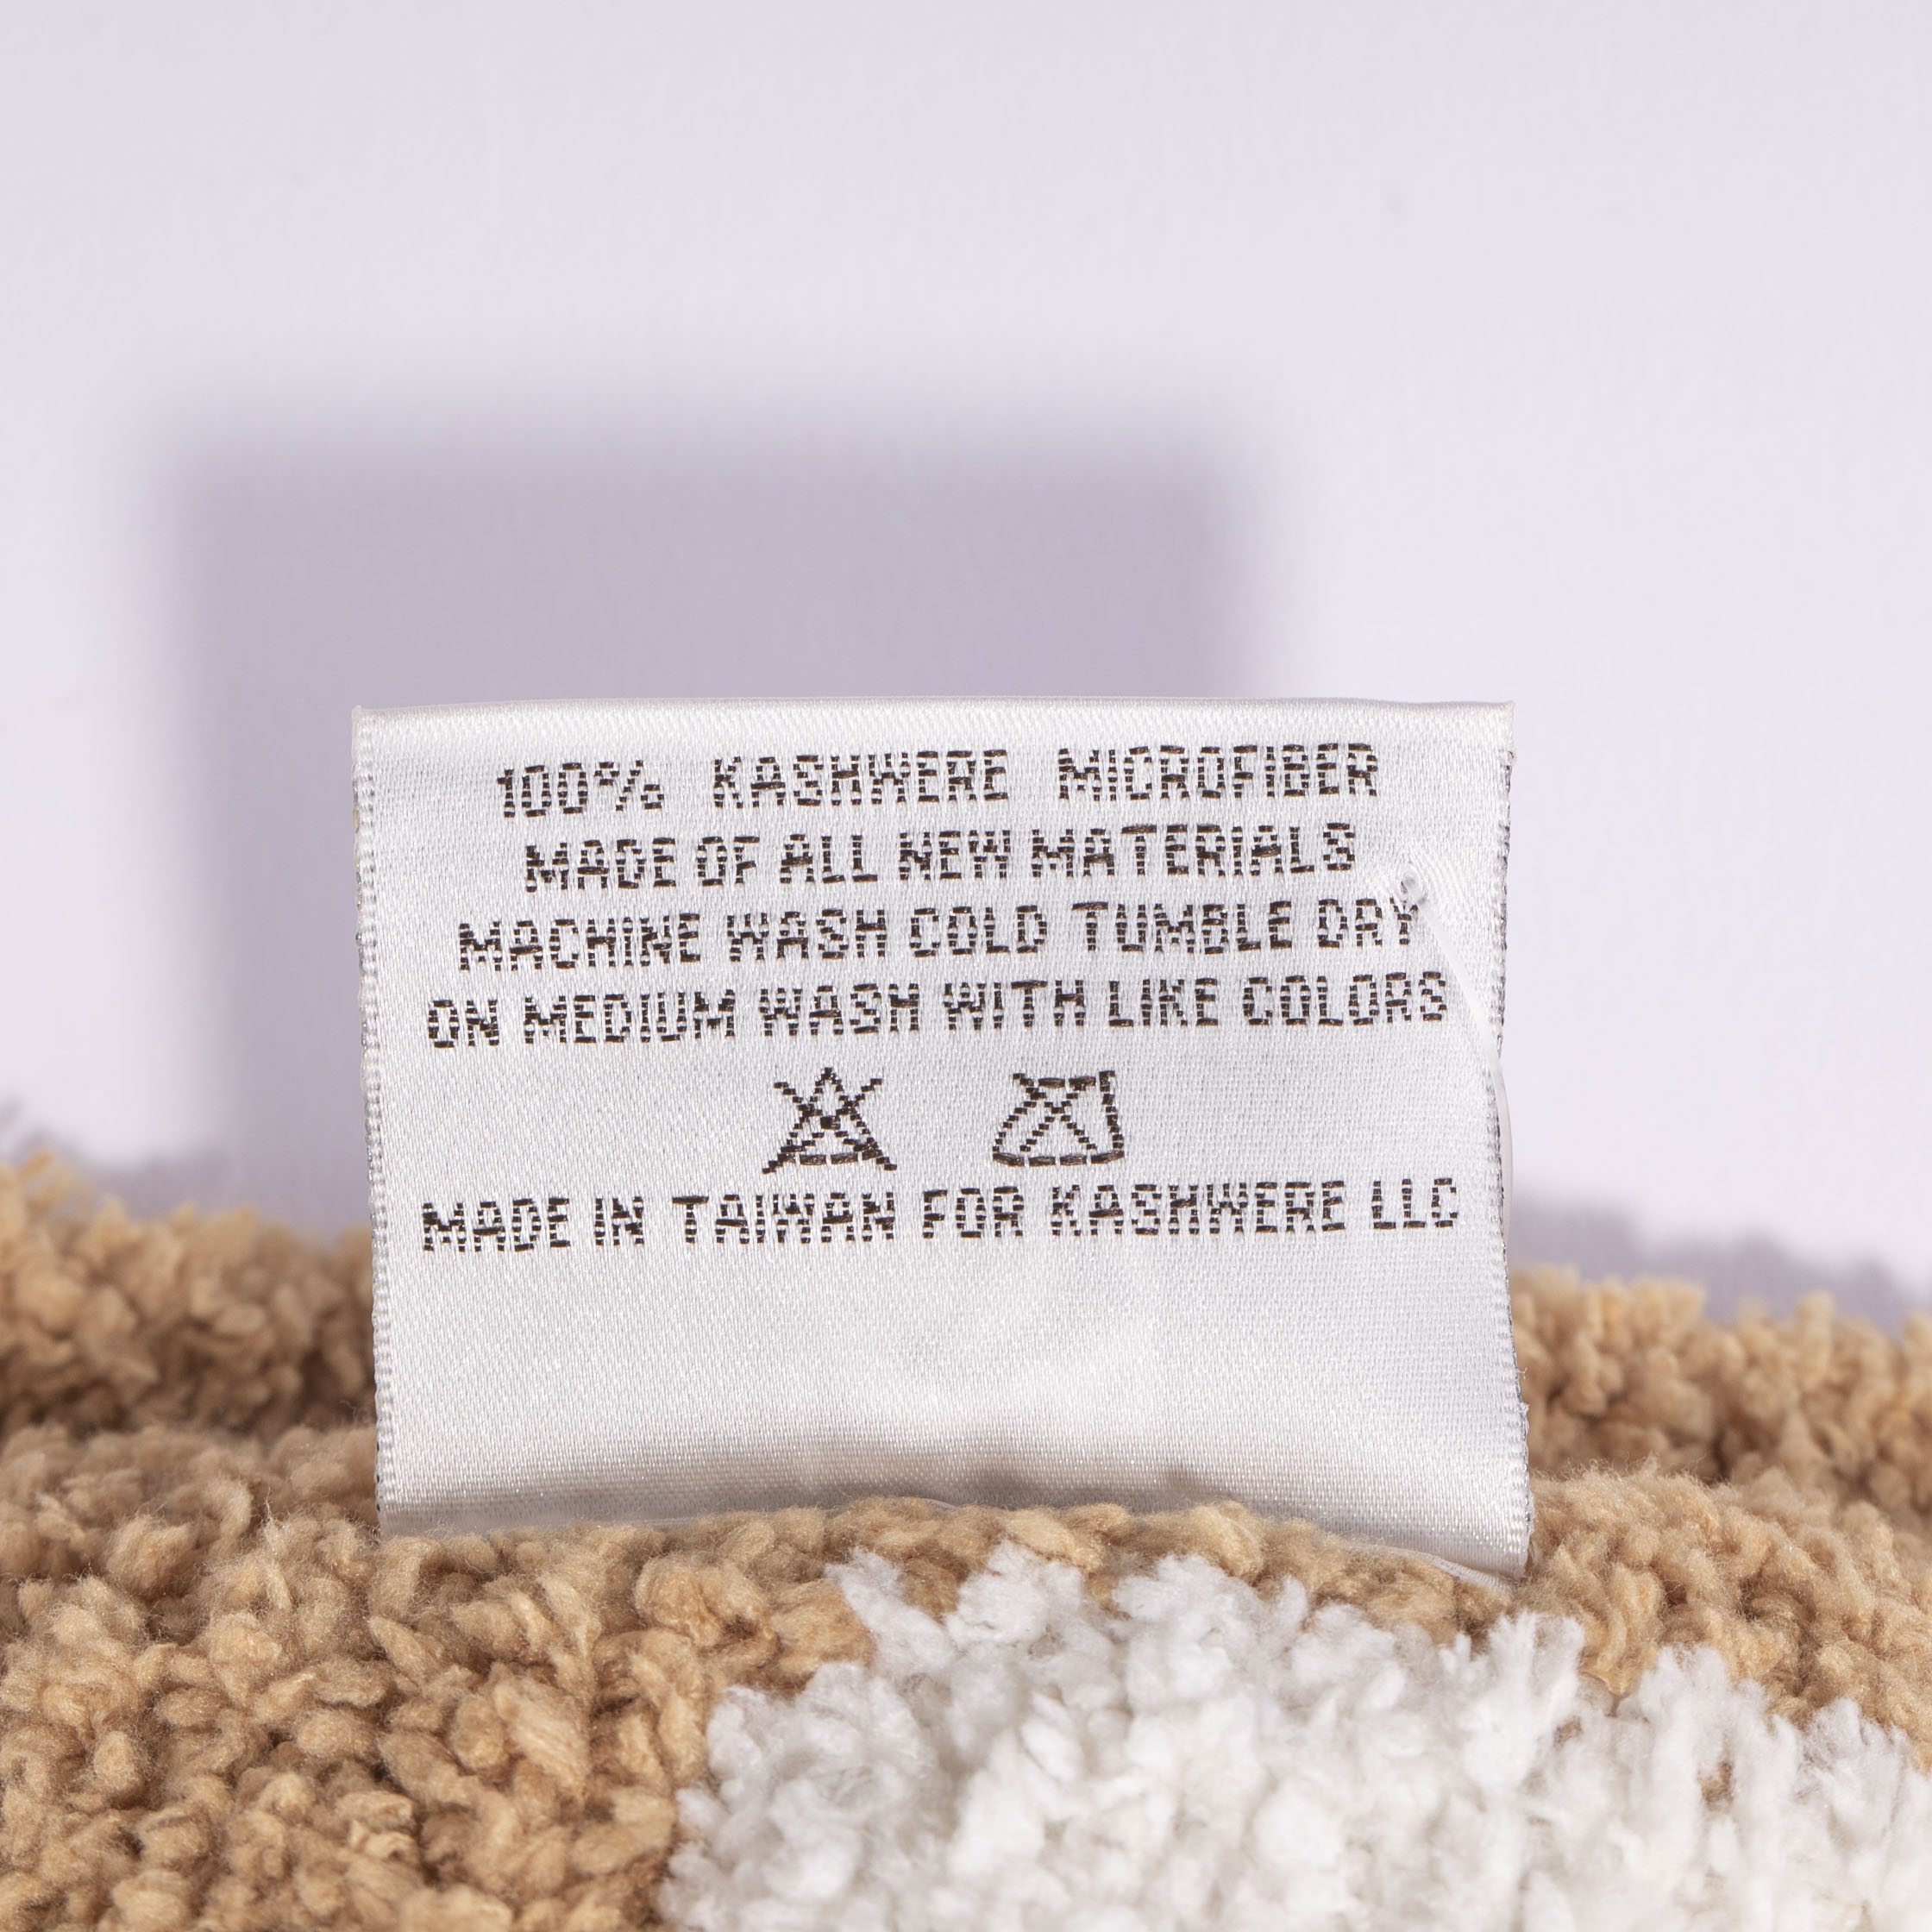 100% KASHWERE MICROFIBER
MADE OF ALL NEW MATERIALS
MACHINE WASH COLD TUMBLE DRY
ON MEDIUM WASH WITH LIKE COLORS
MADE IN TAIWAN FOR KASHWERE LLC